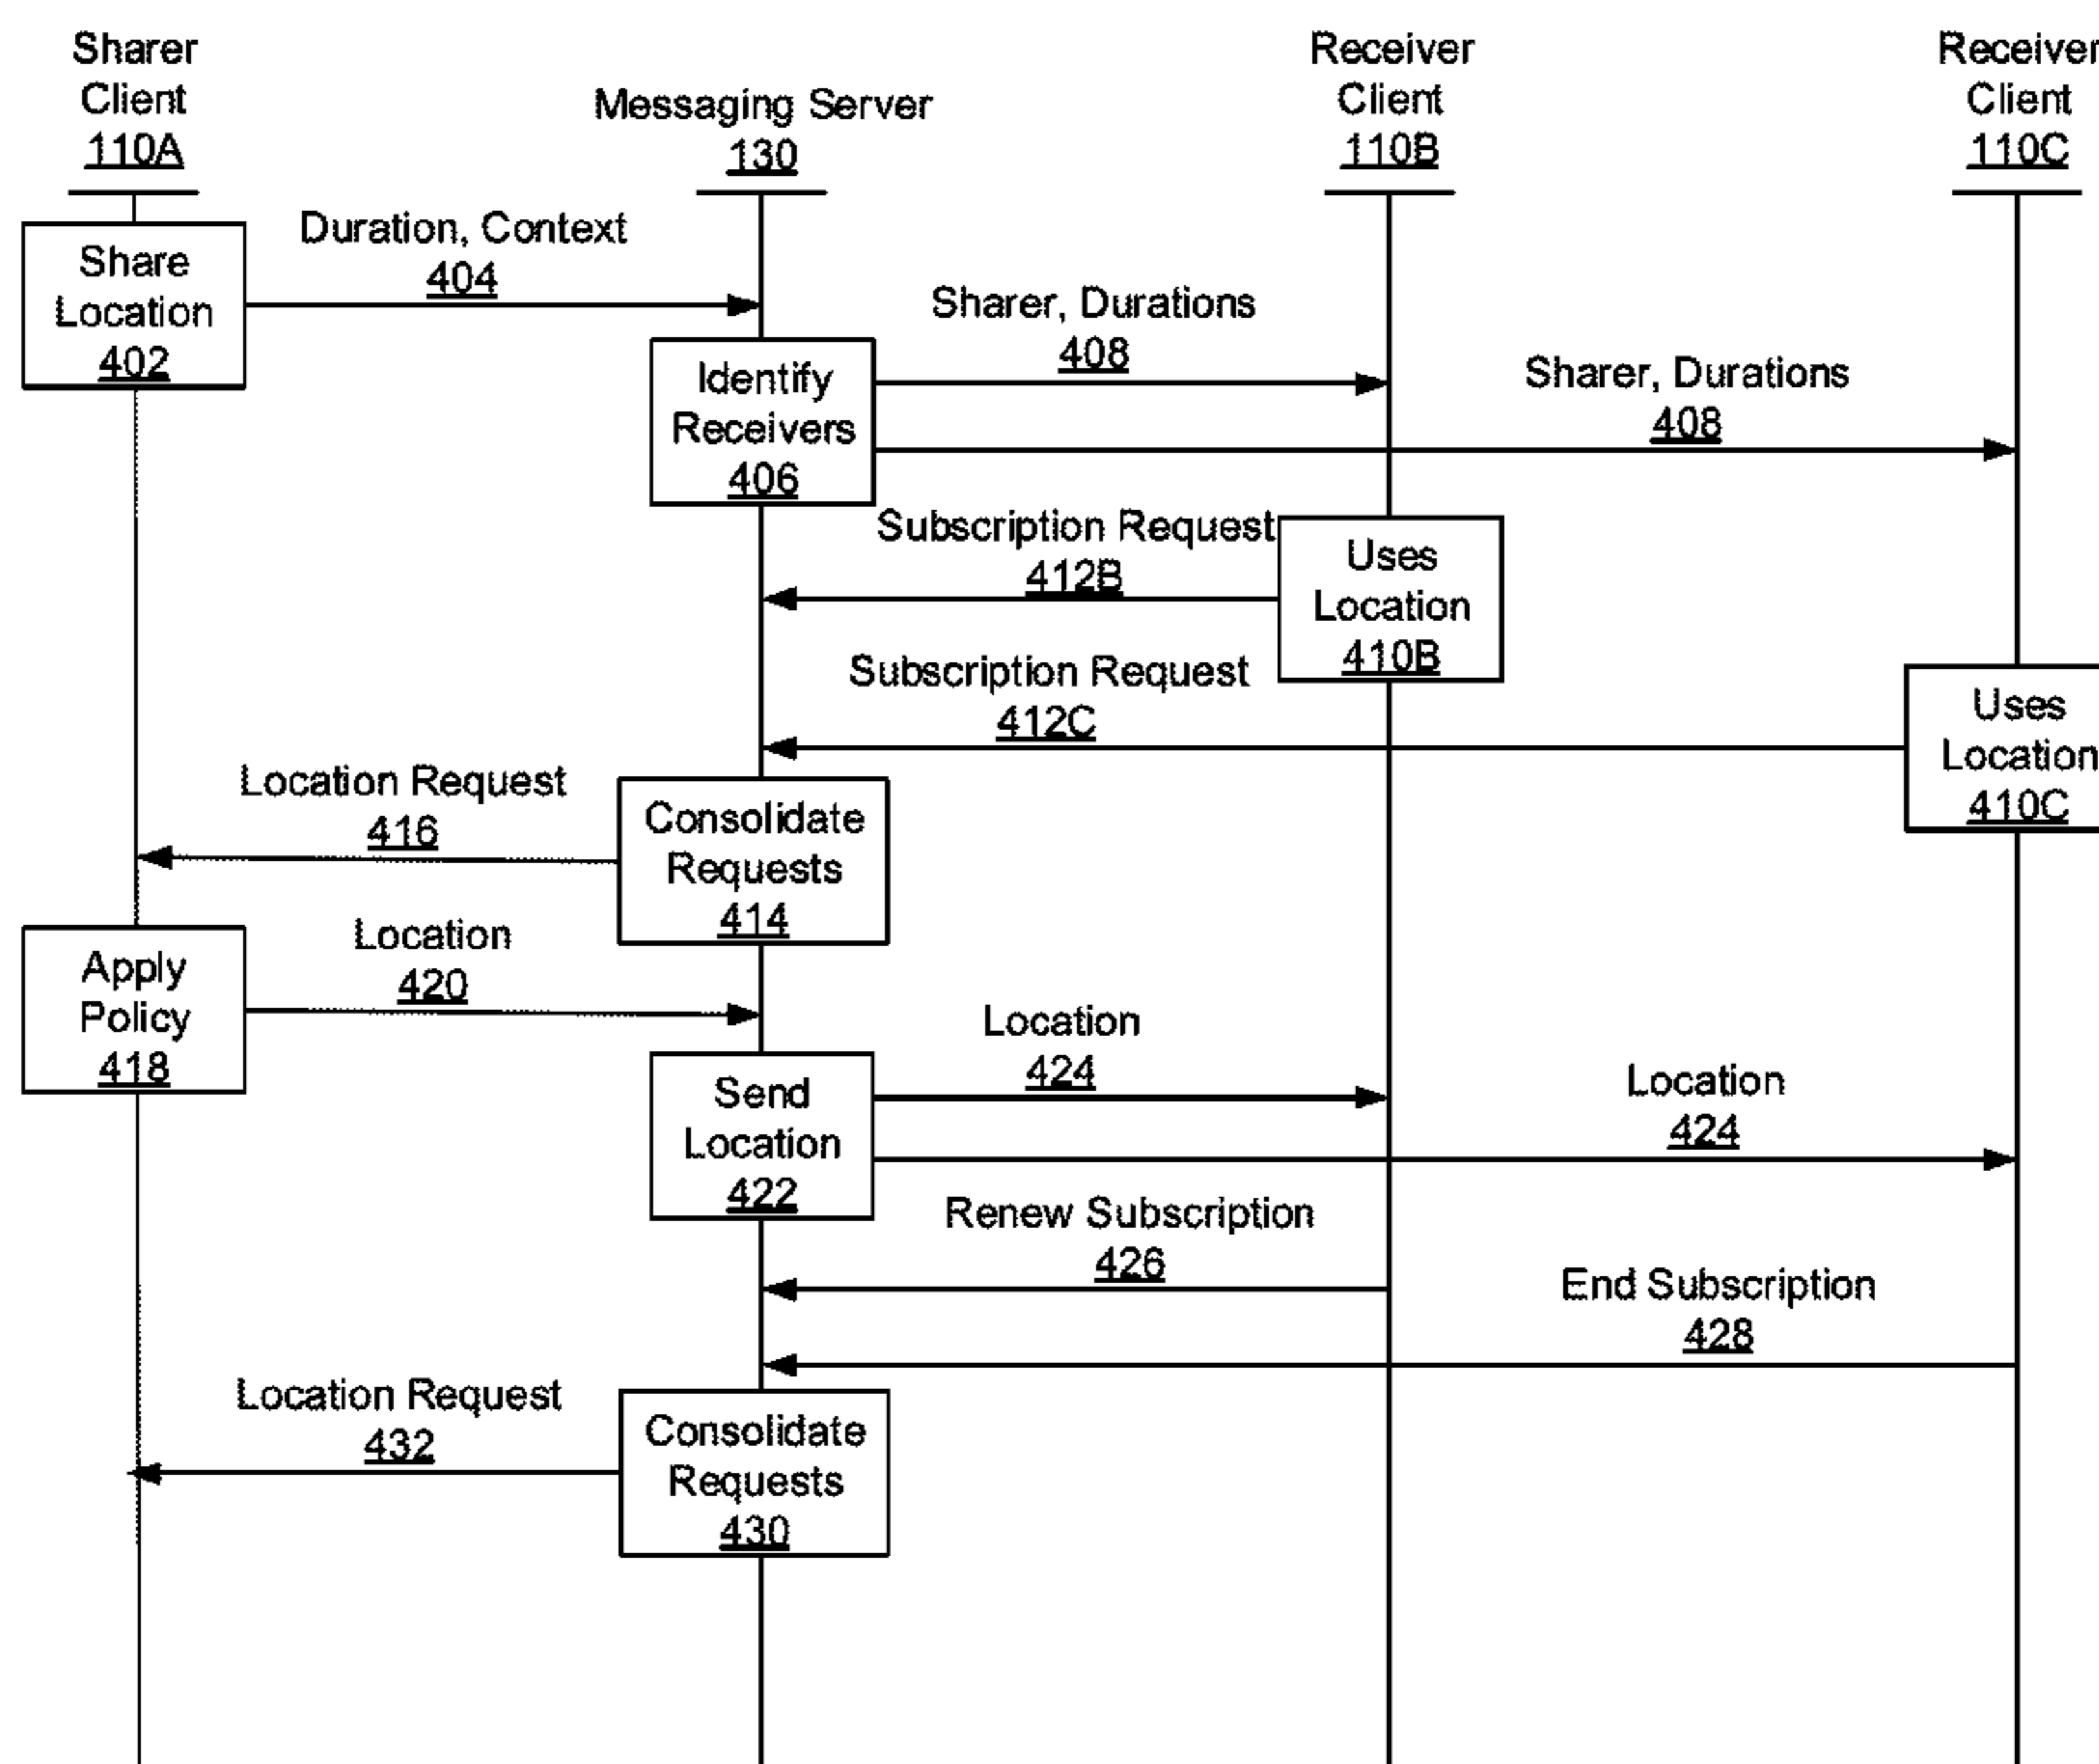 Sharer
Client
110A
Messaging Server
130
Receiver
Client
110B
Receiver
Client
110C
Share
Location
402
Duration, Context
404
Identify
Receivers
406
Sharer, Durations
408
Sharer, Durations
408
Subscription Request
412B
Uses
Location
410B
Subscription Request
412C
Uses
Location
410C
Location Request
416
Consolidate
Requests
414
Apply
Policy
418
Location
420
Send
Location
422
Location
424
Location
424
Renew Subscription
426
End Subscription
428
Location Request
432
Consolidate
Requests
430